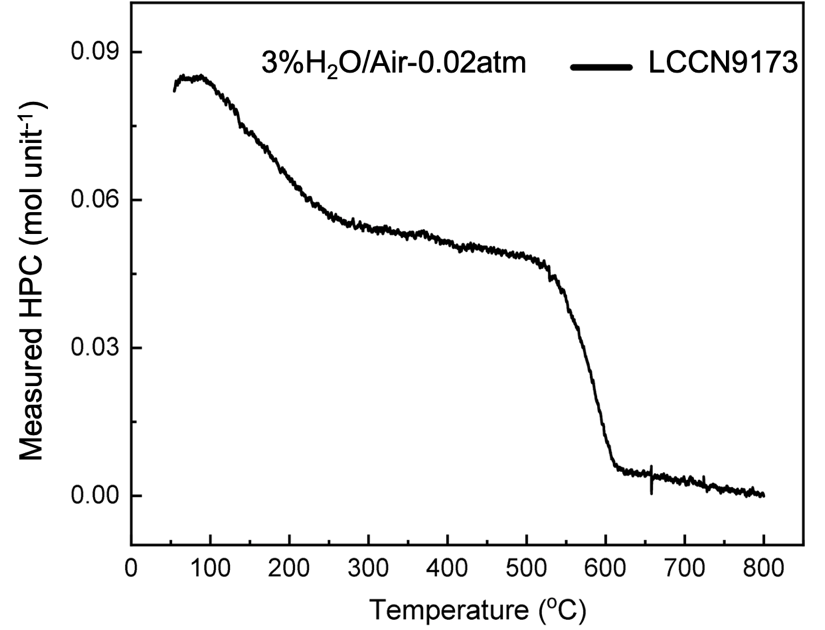 3%H₂O/Air-0.02atm LCCN9173
Measured HPC (mol unit⁻¹)
0.09
0.06
0.03
0.00
0 100 200 300 400 500 600 700 800
Temperature (°C)